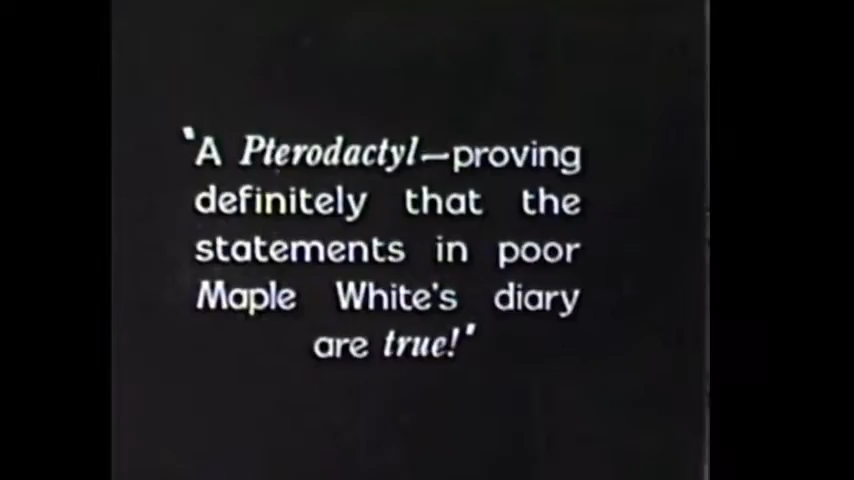 'A Pterodactyl—proving
definitely that the
statements in poor
Maple White's diary
are true!'